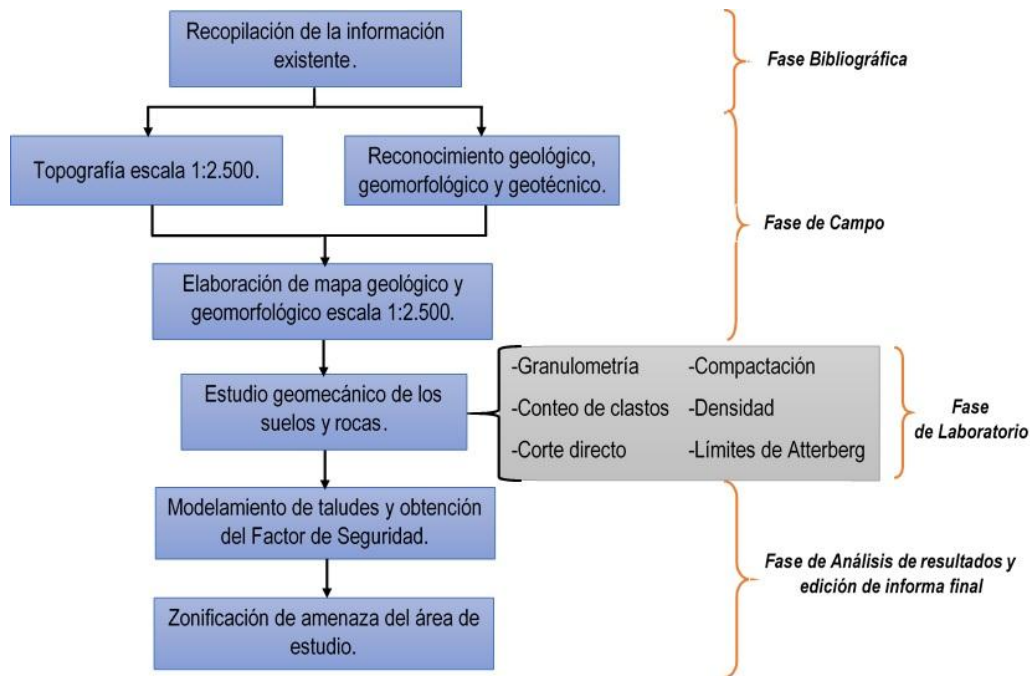 Recopilación de la información
existente.
Fase Bibliográfica
Topografía escala 1:2.500.
Reconocimiento geológico,
geomorfológico y geotécnico.
Fase de Campo
Elaboración de mapa geológico y
geomorfológico escala 1:2.500.
Estudio geomecánico de los
suelos y rocas.
-Granulometría
-Compactación
-Conteo de clastos
-Densidad
-Corte directo
-Límites de Atterberg
Fase
de Laboratorio
Modelamiento de taludes y obtención
del Factor de Seguridad.
Fase de Análisis de resultados y
edición de informa final
Zonificación de amenaza del área de
estudio.